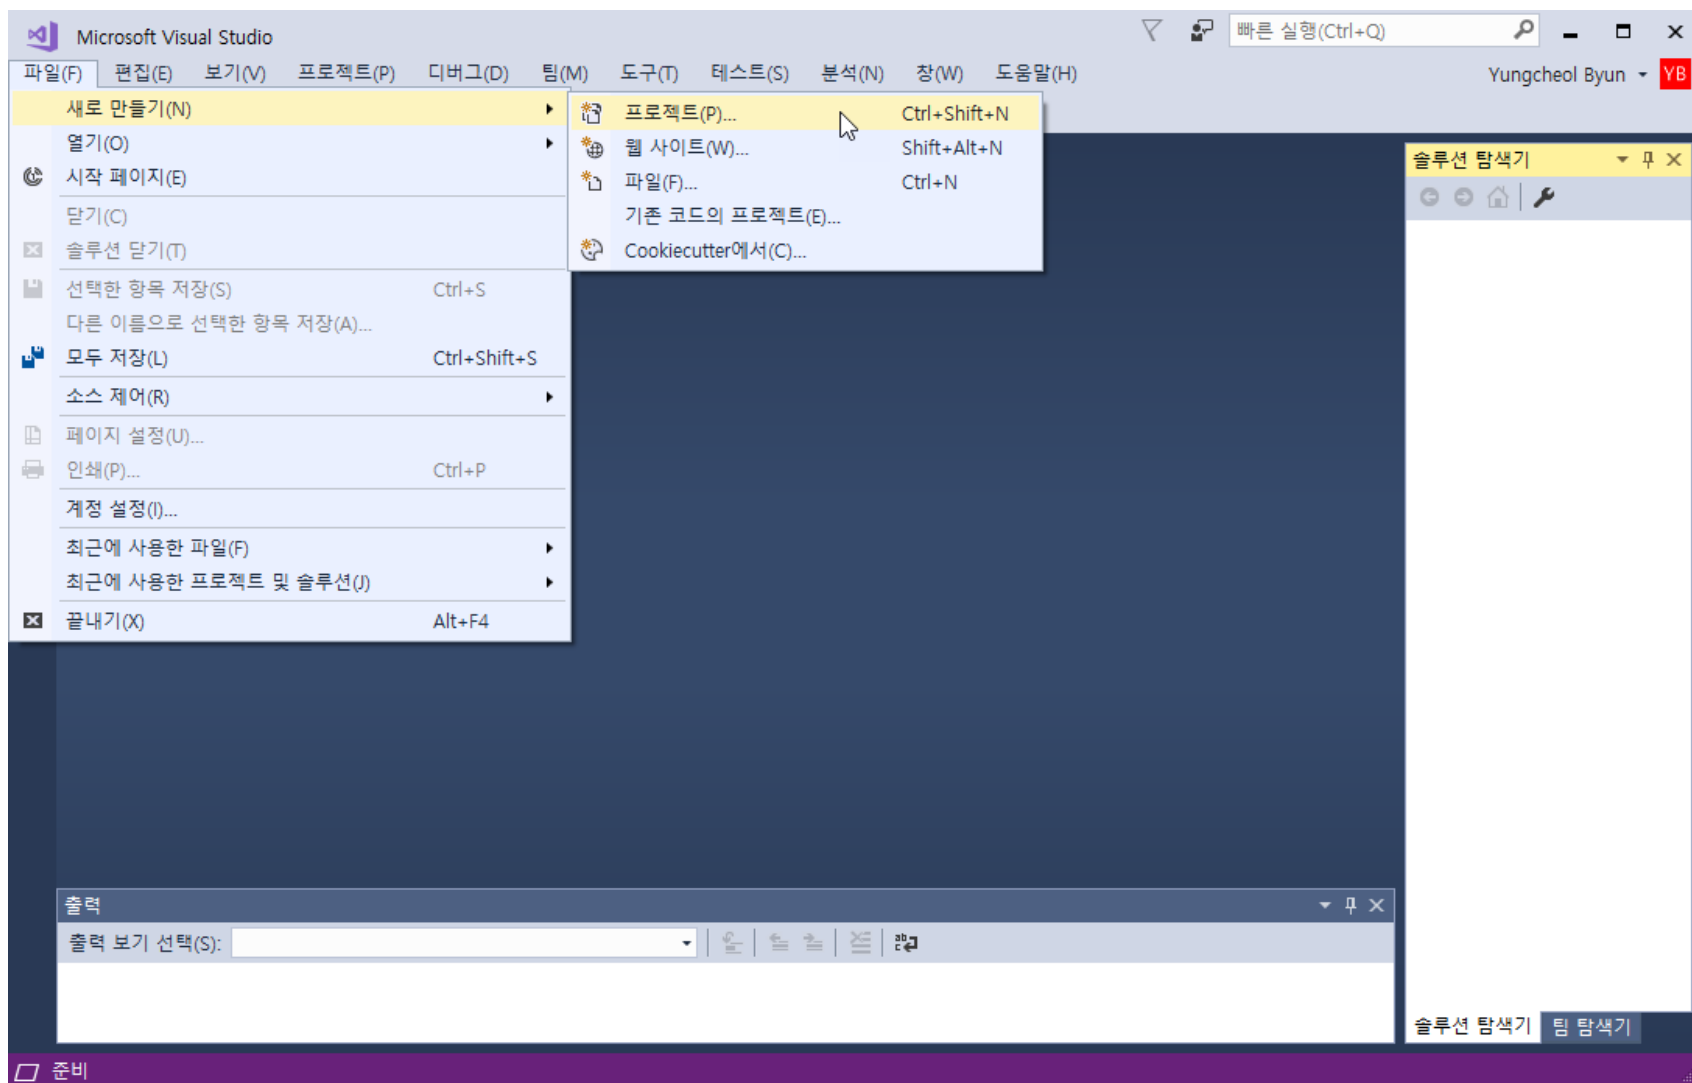 Microsoft Visual Studio
빠른 실행(Ctrl+Q)
파일(F) 편집(E) 보기(V) 프로젝트(P) 디버그(D) 팀(M) 도구(T) 테스트(S) 분석(N) 창(W) 도움말(H)
Yungcheol Byun YB
새로 만들기(N)
열기(O)
시작 페이지(E)
닫기(C)
솔루션 닫기(T)
선택한 항목 저장(S) Ctrl+S
다른 이름으로 선택한 항목 저장(A)...
모두 저장(L) Ctrl+Shift+S
소스 제어(R)
페이지 설정(U)...
인쇄(P)... Ctrl+P
계정 설정(I)...
최근에 사용한 파일(F)
최근에 사용한 프로젝트 및 솔루션(J)
끝내기(X) Alt+F4
프로젝트(P)... Ctrl+Shift+N
웹 사이트(W)... Shift+Alt+N
파일(F)... Ctrl+N
기존 코드의 프로젝트(E)...
Cookiecutter에서(C)...
솔루션 탐색기
출력
출력 보기 선택(S):
솔루션 탐색기 팀 탐색기
준비